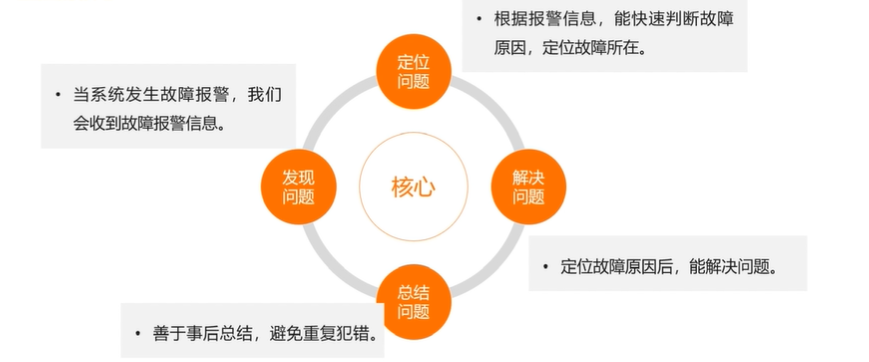 • 根据报警信息，能快速判断故障
原因，定位故障所在。
定位
问题
• 当系统发生故障报警，我们
会收到故障报警信息。
发现
问题
核心
解决
问题
• 定位故障原因后，能解决问题。
总结
问题
• 善于事后总结，避免重复犯错。